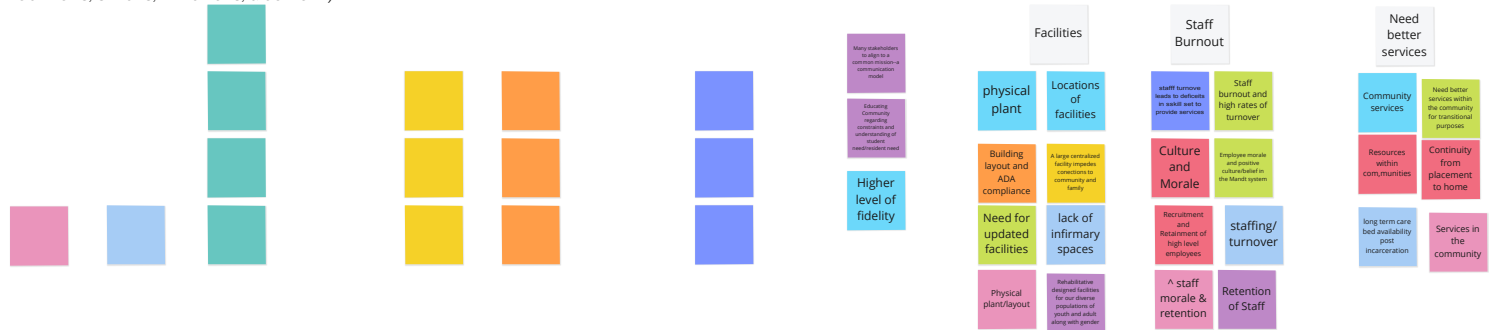 Many stakeholders
to align to a
common mission--a
communication
model
Educating
Community
regarding
constraints and
understanding of
student
need/resident need
Higher
level of
fidelity
Facilities
physical
plant
Locations
of
facilities
Building
layout and
ADA
compliance
A large centralized
facility impedes
conections to
community and
family
Need for
updated
facilities
lack of
infirmary
spaces
Physical
plant/layout
Rehabilitative
designed facilities
for our diverse
populations of
youth and adult
along with gender
Staff
Burnout
stafff turnove
leads to deficeits
in sskill set to
provide services
Staff
burnout and
high rates of
turnover
Culture
and
Morale
Employee morale
and positive
culture/belief in
the Mandt system
Recruitment
and
Retainment of
high level
employees
staffing/
turnover
^ staff
morale &
retention
Retention
of Staff
Need
better
services
Community
services
Need better
services within
the community
for transitional
purposes
Resources
within
com,munities
Continuity
from
placement
to home
long term care
bed availability
post
incarceration
Services in
the
community